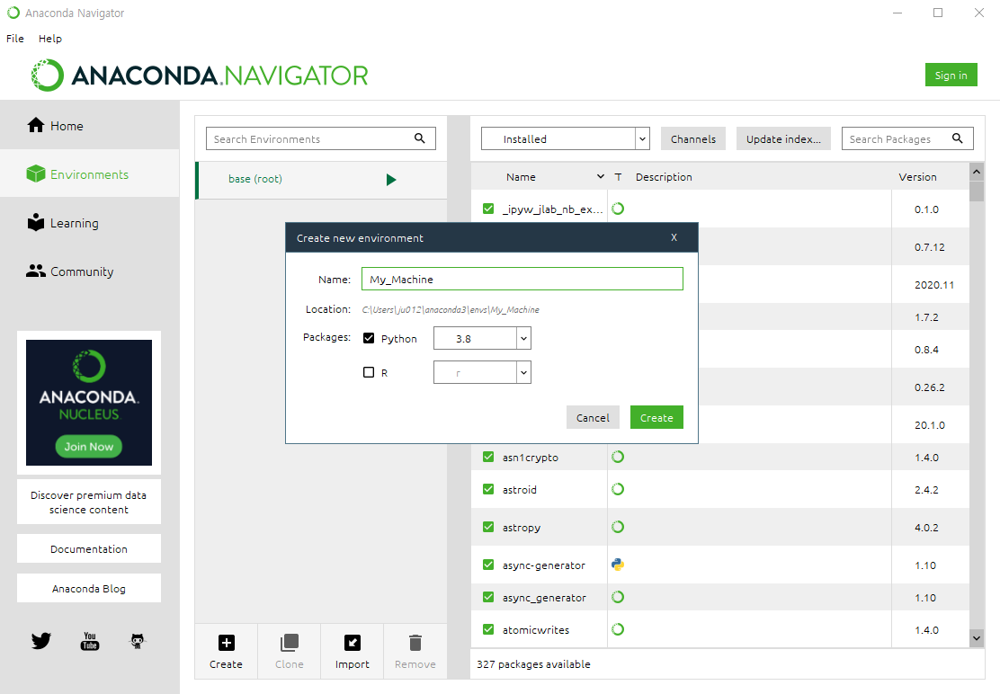 Anaconda Navigator
File Help
ANACONDA.NAVIGATOR
Sign in
Home
Environments
Learning
Community
ANACONDA.
NUCLEUS
Join Now
Discover premium data
science content
Documentation
Anaconda Blog
You
Tube
Search Environments
base (root)
Create Clone Import Remove
Installed Channels Update index... Search Packages
Name T Description Version
_ipyw_jlab_nb_ex... 0.1.0
0.7.12
2020.11
1.7.2
0.8.4
0.26.2
20.1.0
asn1crypto 1.4.0
astroid 2.4.2
astropy 4.0.2
async-generator 1.10
async_generator 1.10
atomicwrites 1.4.0
327 packages available
Create new environment X
Name: My_Machine
Location: C:\Users\ju012\anaconda3\envs\My_Machine
Packages: Python 3.8
R r
Cancel Create